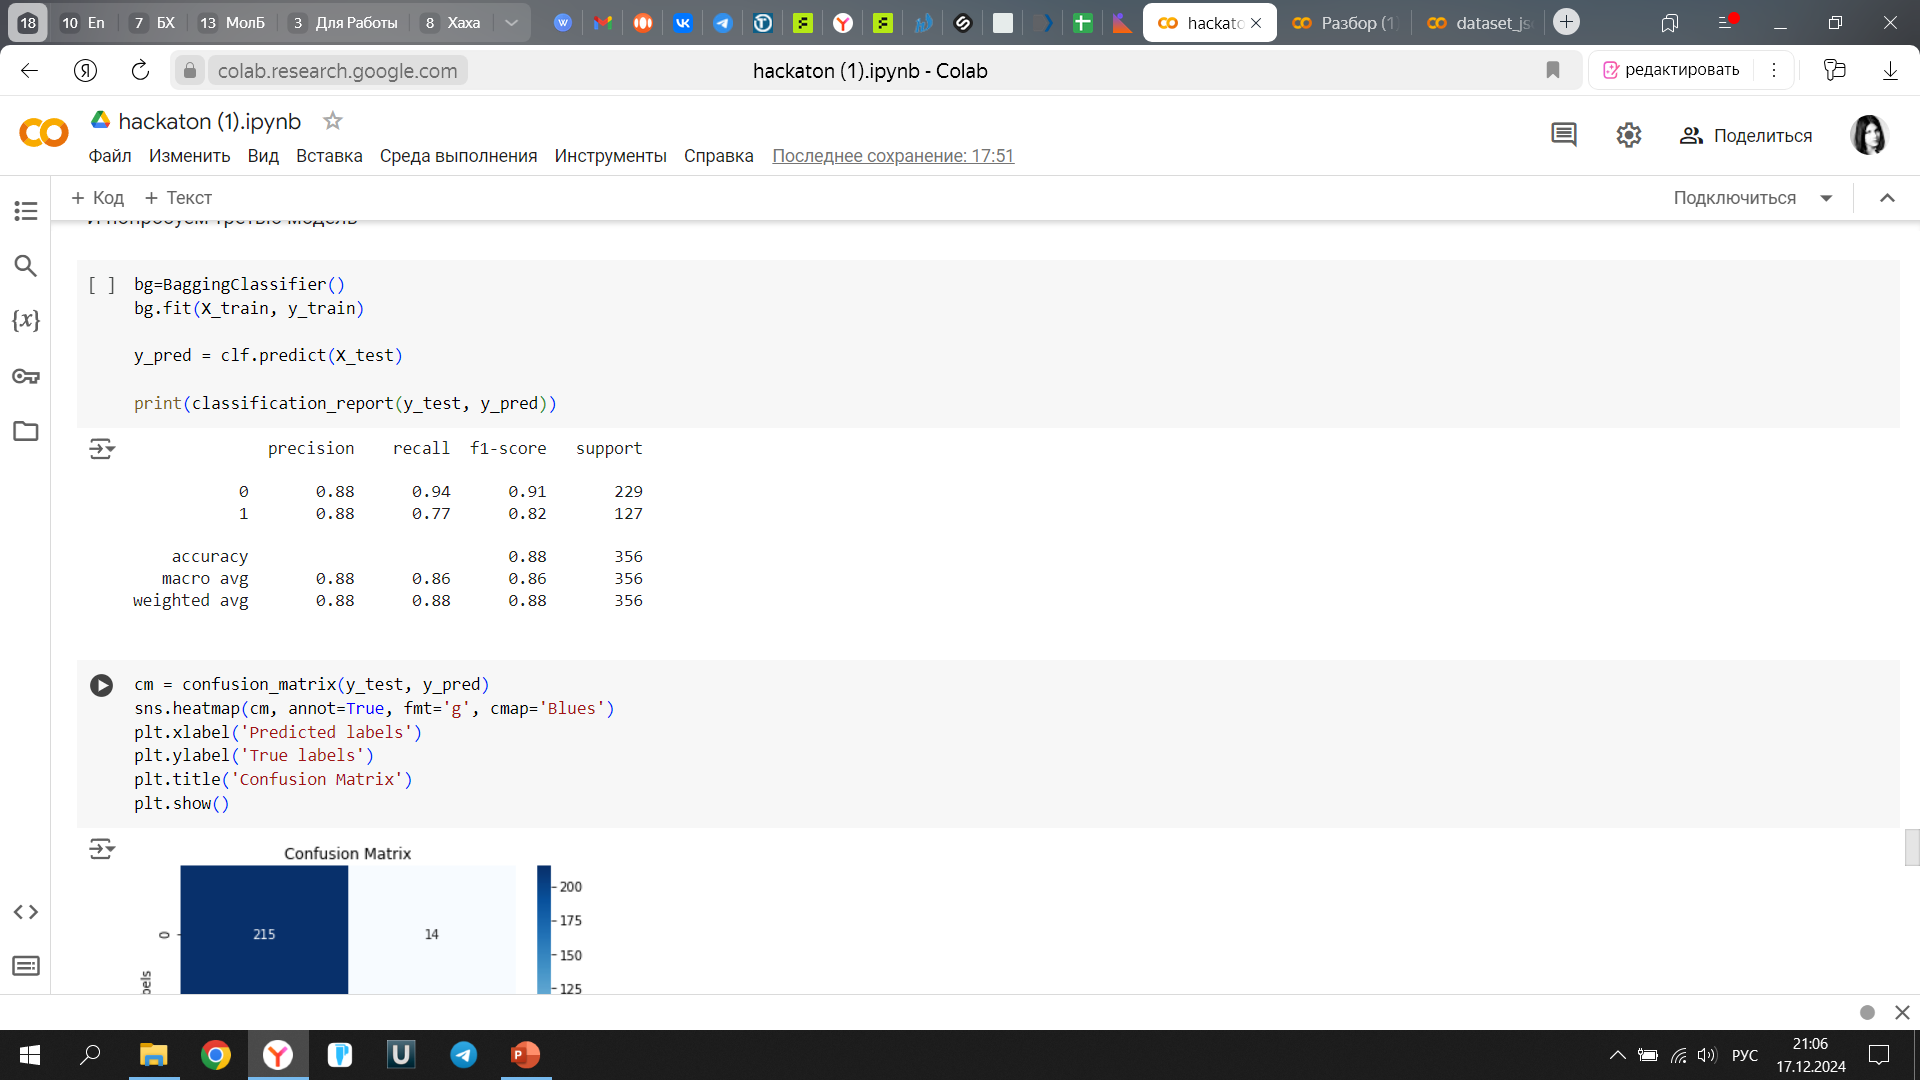 18 10 En 7 БХ 13 МолБ 3 Для Работы 8 Хаха hackato Разбор (1) dataset_js
colab.research.google.com hackaton (1).ipynb - Colab редактировать
hackaton (1).ipynb
Файл Изменить Вид Вставка Среда выполнения Инструменты Справка Последнее сохранение: 17:51 Поделиться
+ Код + Текст Подключиться
И попробуем третью модель
[ ] bg=BaggingClassifier()
bg.fit(X_train, y_train)
y_pred = clf.predict(X_test)
print(classification_report(y_test, y_pred))
precision recall f1-score support
0 0.88 0.94 0.91 229
1 0.88 0.77 0.82 127
accuracy 0.88 356
macro avg 0.88 0.86 0.86 356
weighted avg 0.88 0.88 0.88 356
cm = confusion_matrix(y_test, y_pred)
sns.heatmap(cm, annot=True, fmt='g', cmap='Blues')
plt.xlabel('Predicted labels')
plt.ylabel('True labels')
plt.title('Confusion Matrix')
plt.show()
Confusion Matrix
200
175
0 215 14
150
125
РУС 21:06
17.12.2024